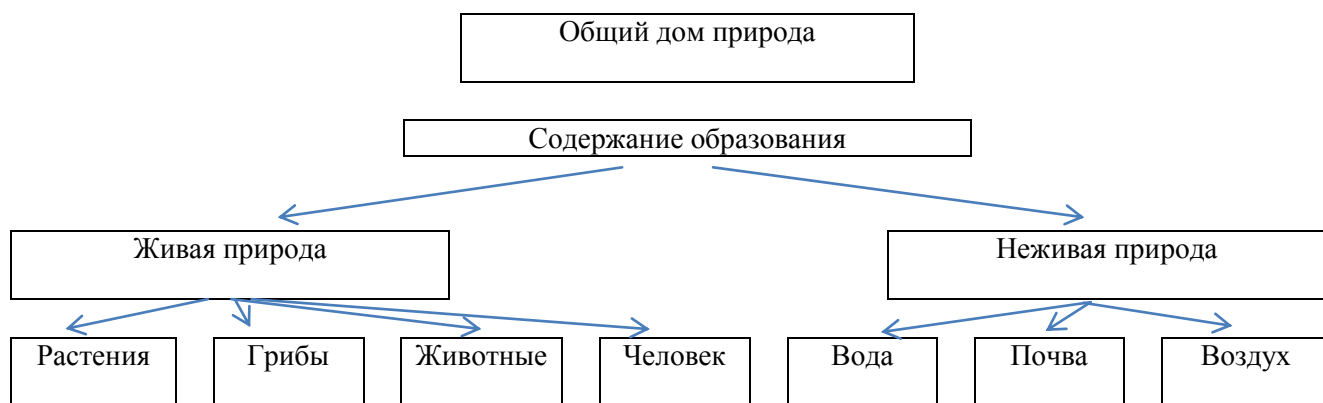 Общий дом природа
Содержание образования
Живая природа
Неживая природа
Растения
Грибы
Животные
Человек
Вода
Почва
Воздух